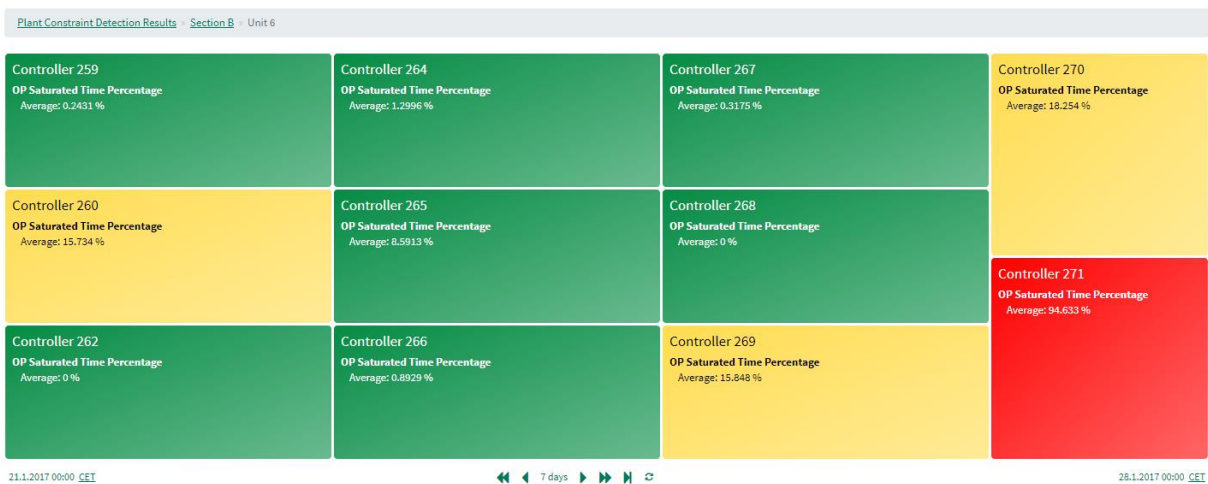 Plant Constraint Detection Results » Section B » Unit 6
Controller 259
OP Saturated Time Percentage
Average: 0.2431 %
Controller 260
OP Saturated Time Percentage
Average: 15.734 %
Controller 262
OP Saturated Time Percentage
Average: 0 %
Controller 264
OP Saturated Time Percentage
Average: 1.2996 %
Controller 265
OP Saturated Time Percentage
Average: 8.5913 %
Controller 266
OP Saturated Time Percentage
Average: 0.8929 %
Controller 267
OP Saturated Time Percentage
Average: 0.3175 %
Controller 268
OP Saturated Time Percentage
Average: 0 %
Controller 269
OP Saturated Time Percentage
Average: 15.848 %
Controller 270
OP Saturated Time Percentage
Average: 18.254 %
Controller 271
OP Saturated Time Percentage
Average: 94.633 %
21.1.2017 00:00 CET
7 days
28.1.2017 00:00 CET